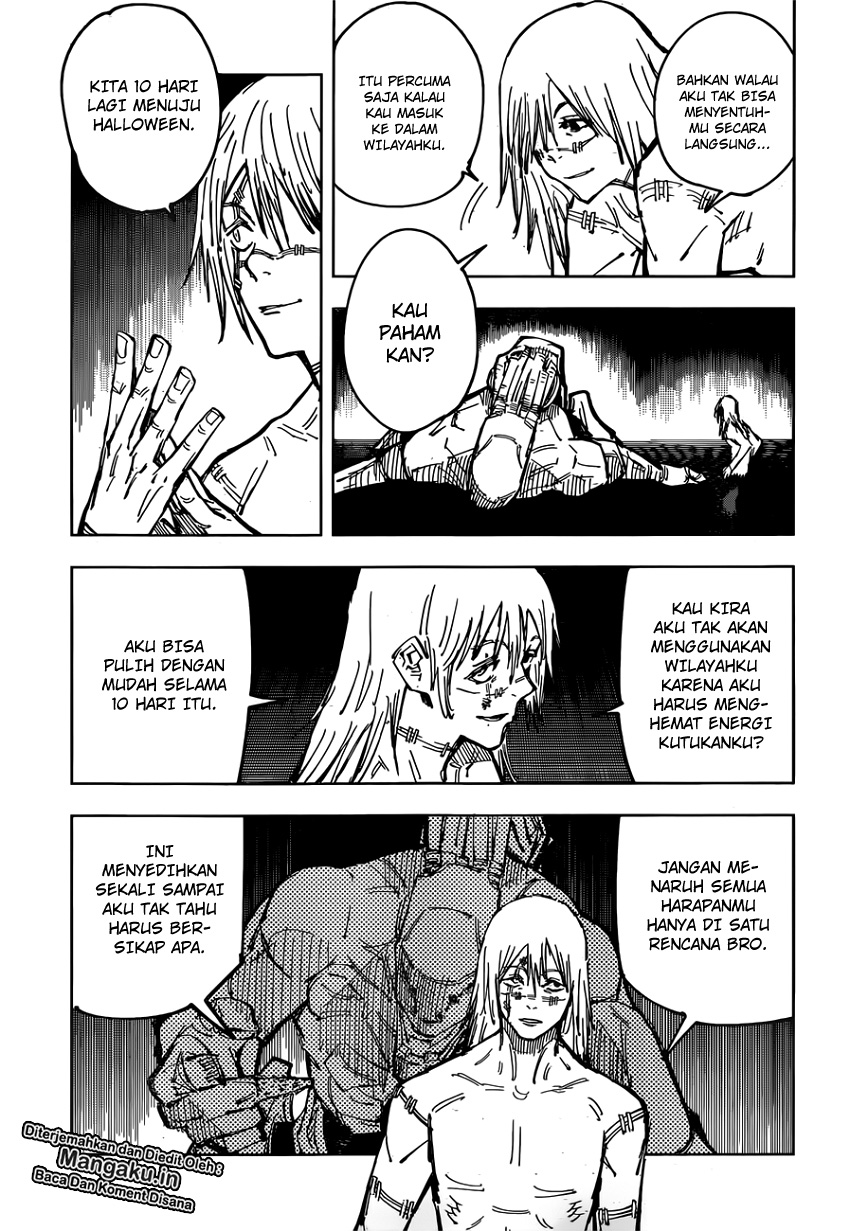 BAHKAN WALAU
AKU TAK BISA
MENYENTUH-
MU SECARA
LANGSUNG...
ITU PERCUMA
SAJA KALAU
KAU MASUK
KE DALAM
WILAYAHKU.
KAU
PAHAM
KAN?
KITA 10 HARI
LAGI MENUJU
HALLOWEEN.
KAU KIRA
AKU TAK AKAN
MENGGUNAKAN
WILAYAHKU
KARENA AKU
HARUS MENG-
HEMAT ENERGI
KUTUKANKU?
AKU BISA
PULIH DENGAN
MUDAH SELAMA
10 HARI ITU.
JANGAN ME-
NARUH SEMUA
HARAPANMU
HANYA DI SATU
RENCANA BRO.
INI
MENYEDIHKAN
SEKALI SAMPAI
AKU TAK TAHU
HARUS BER-
SIKAP APA.
Diterjemahkan dan Diedit Oleh :
Mangaku.in
Baca Dan Koment Disana